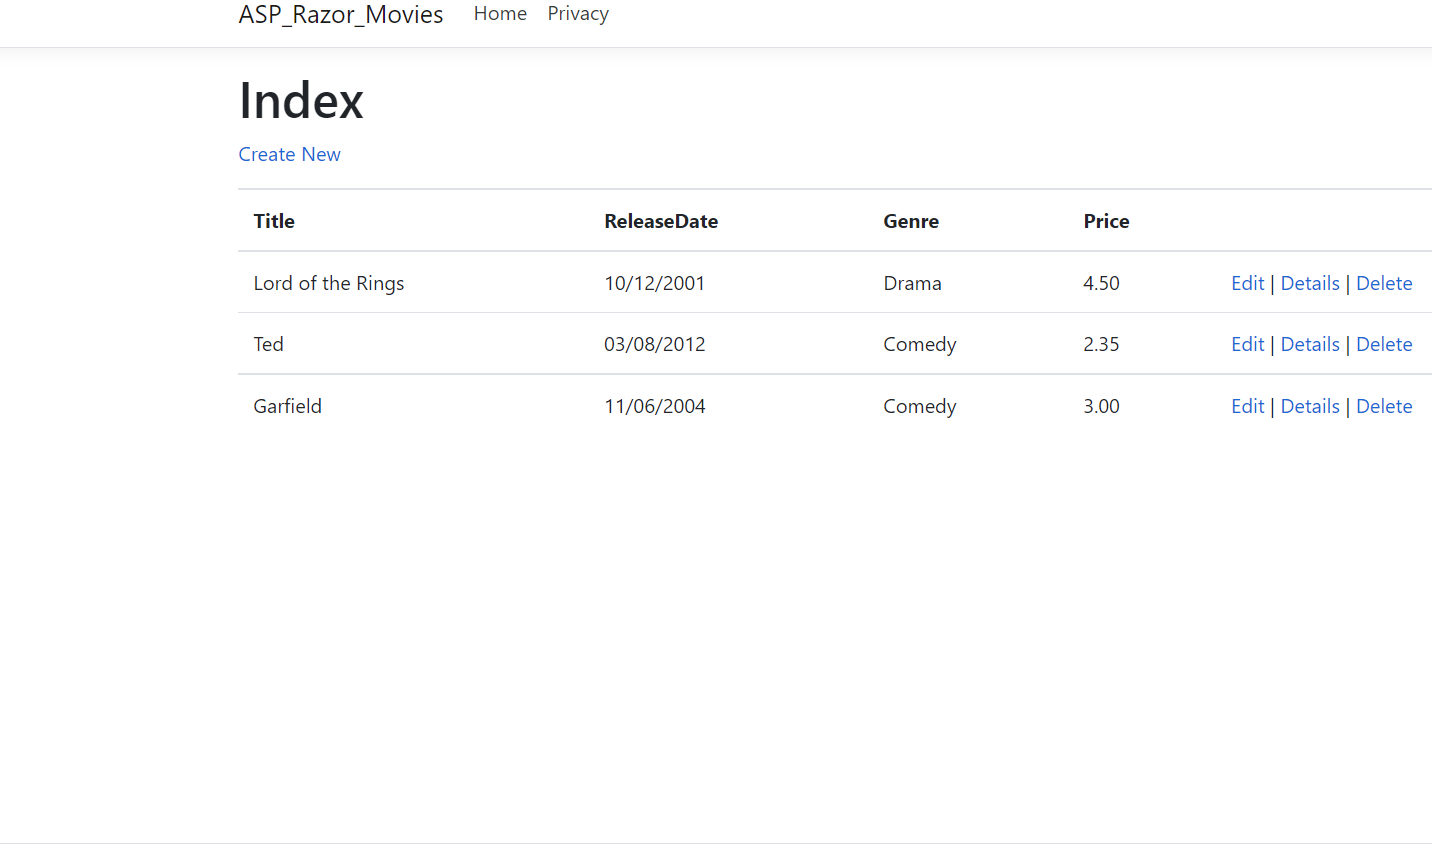 ASP_Razor_Movies Home Privacy
Index
Create New
Title ReleaseDate Genre Price
Lord of the Rings 10/12/2001 Drama 4.50 Edit | Details | Delete
Ted 03/08/2012 Comedy 2.35 Edit | Details | Delete
Garfield 11/06/2004 Comedy 3.00 Edit | Details | Delete